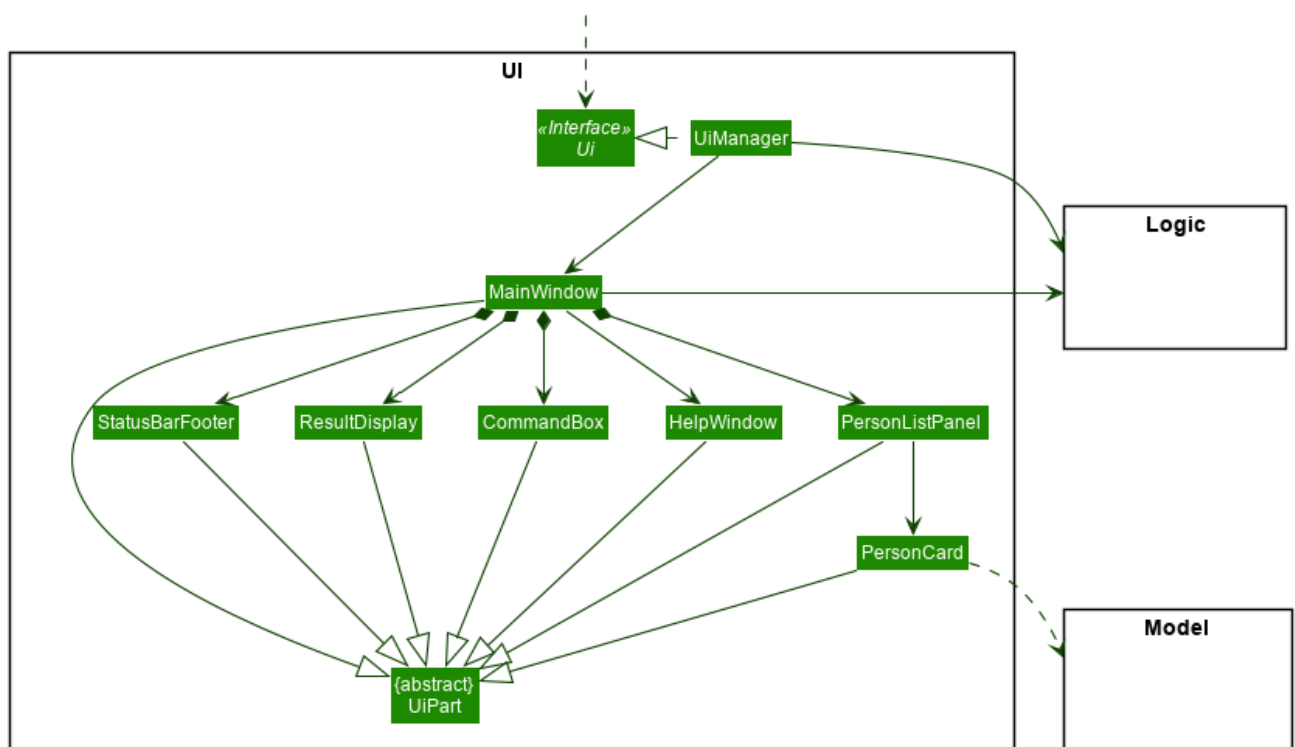 UI
«Interface»
Ui
UiManager
Logic
MainWindow
StatusBarFooter
ResultDisplay
CommandBox
HelpWindow
PersonListPanel
PersonCard
Model
{abstract}
UiPart